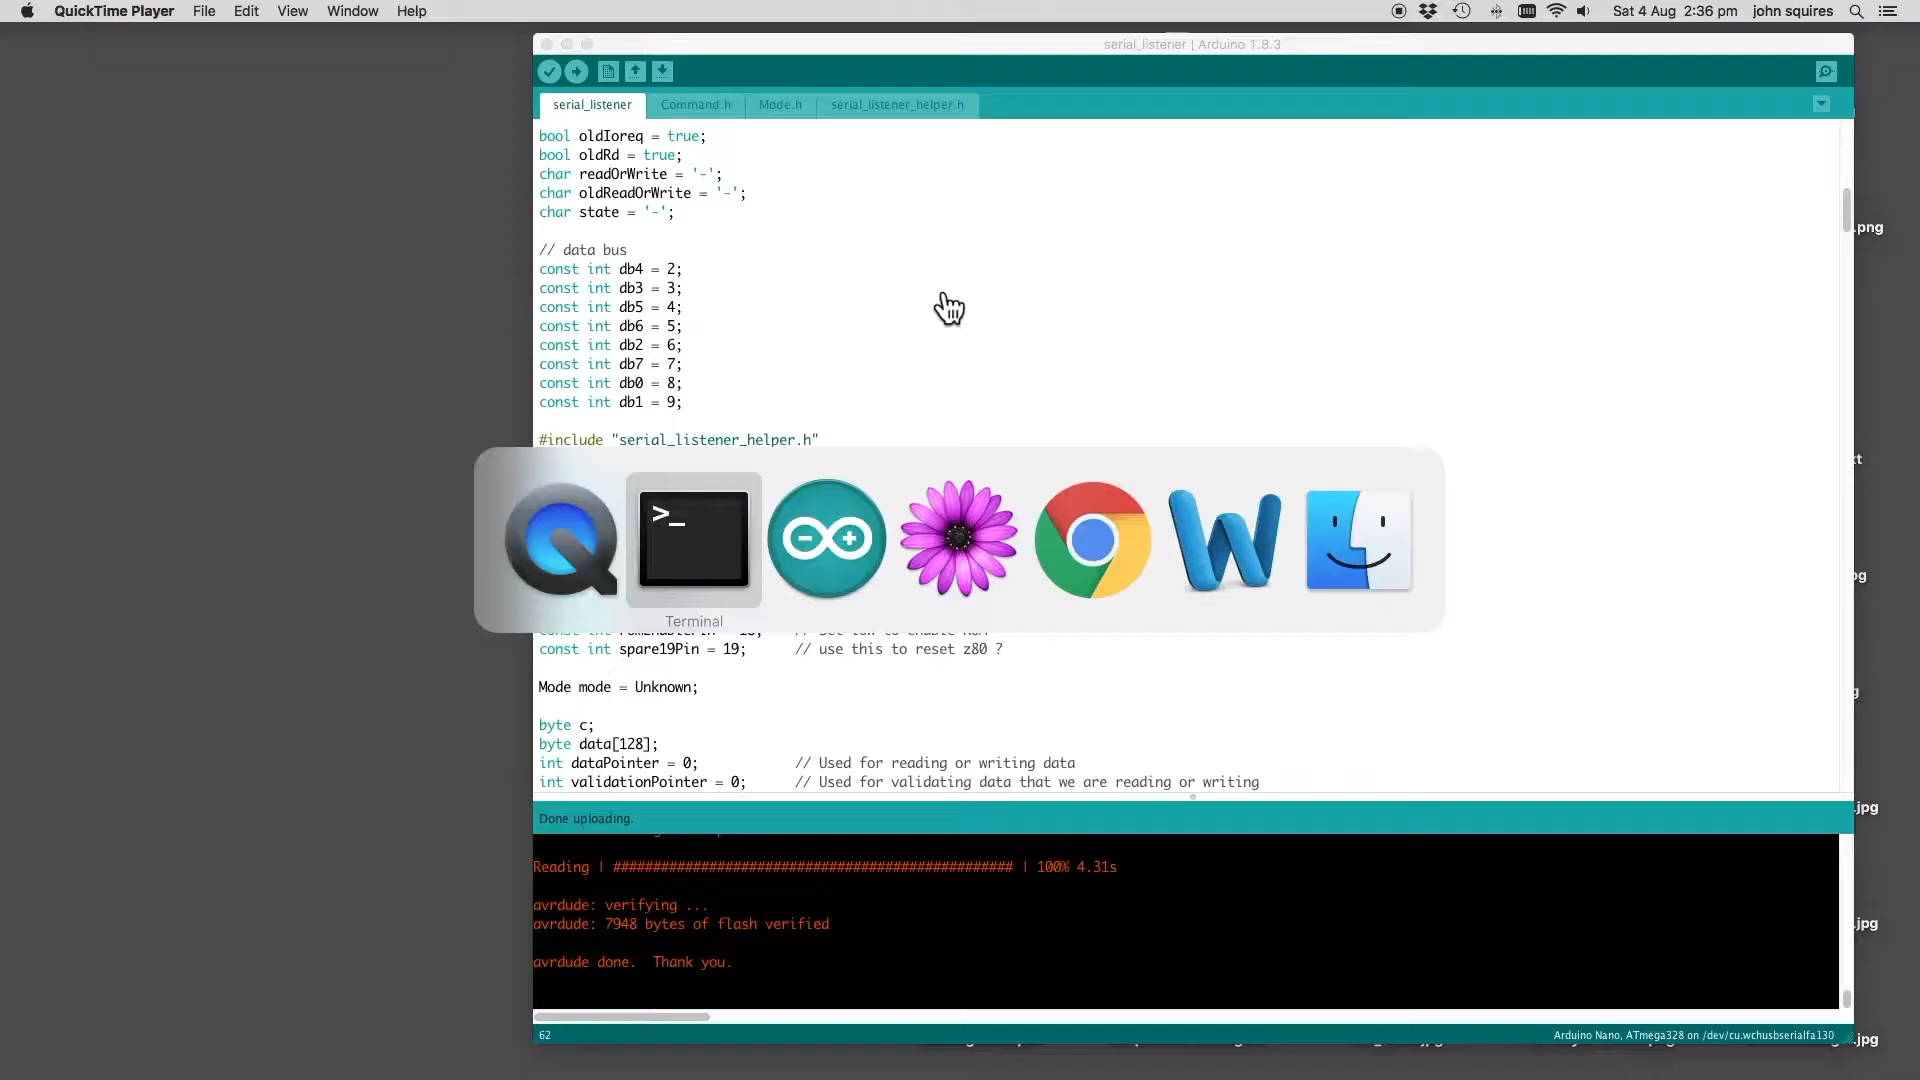 QuickTime Player File Edit View Window Help Sat 4 Aug 2:36 pm john squires
serial_listener | Arduino 1.8.3
serial_listener Command.h Mode.h serial_listener_helper.h
bool oldIoreq = true;
bool oldRd = true;
char readOrWrite = '-';
char oldReadOrWrite = '-';
char state = '-';
// data bus
const int db4 = 2;
const int db3 = 3;
const int db5 = 4;
const int db6 = 5;
const int db2 = 6;
const int db7 = 7;
const int db0 = 8;
const int db1 = 9;
#include "serial_listener_helper.h"
>_
Terminal
const int spare19Pin = 19; // use this to reset z80 ?
Mode mode = Unknown;
byte c;
byte data[128];
int dataPointer = 0; // Used for reading or writing data
int validationPointer = 0; // Used for validating data that we are reading or writing
Done uploading.
Reading | ################################################## | 100% 4.31s
avrdude: verifying ...
avrdude: 7948 bytes of flash verified
avrdude done. Thank you.
62 Arduino Nano, ATmega328 on /dev/cu.wchusbserialfa130
.png
.jpg
.jpg
.jpg